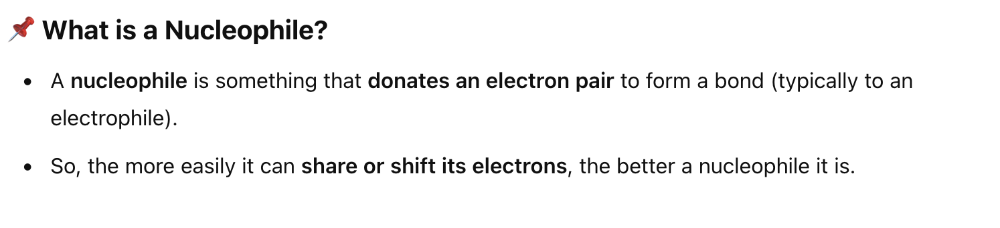 📌 What is a Nucleophile?
• A nucleophile is something that donates an electron pair to form a bond (typically to an
electrophile).
• So, the more easily it can share or shift its electrons, the better a nucleophile it is.